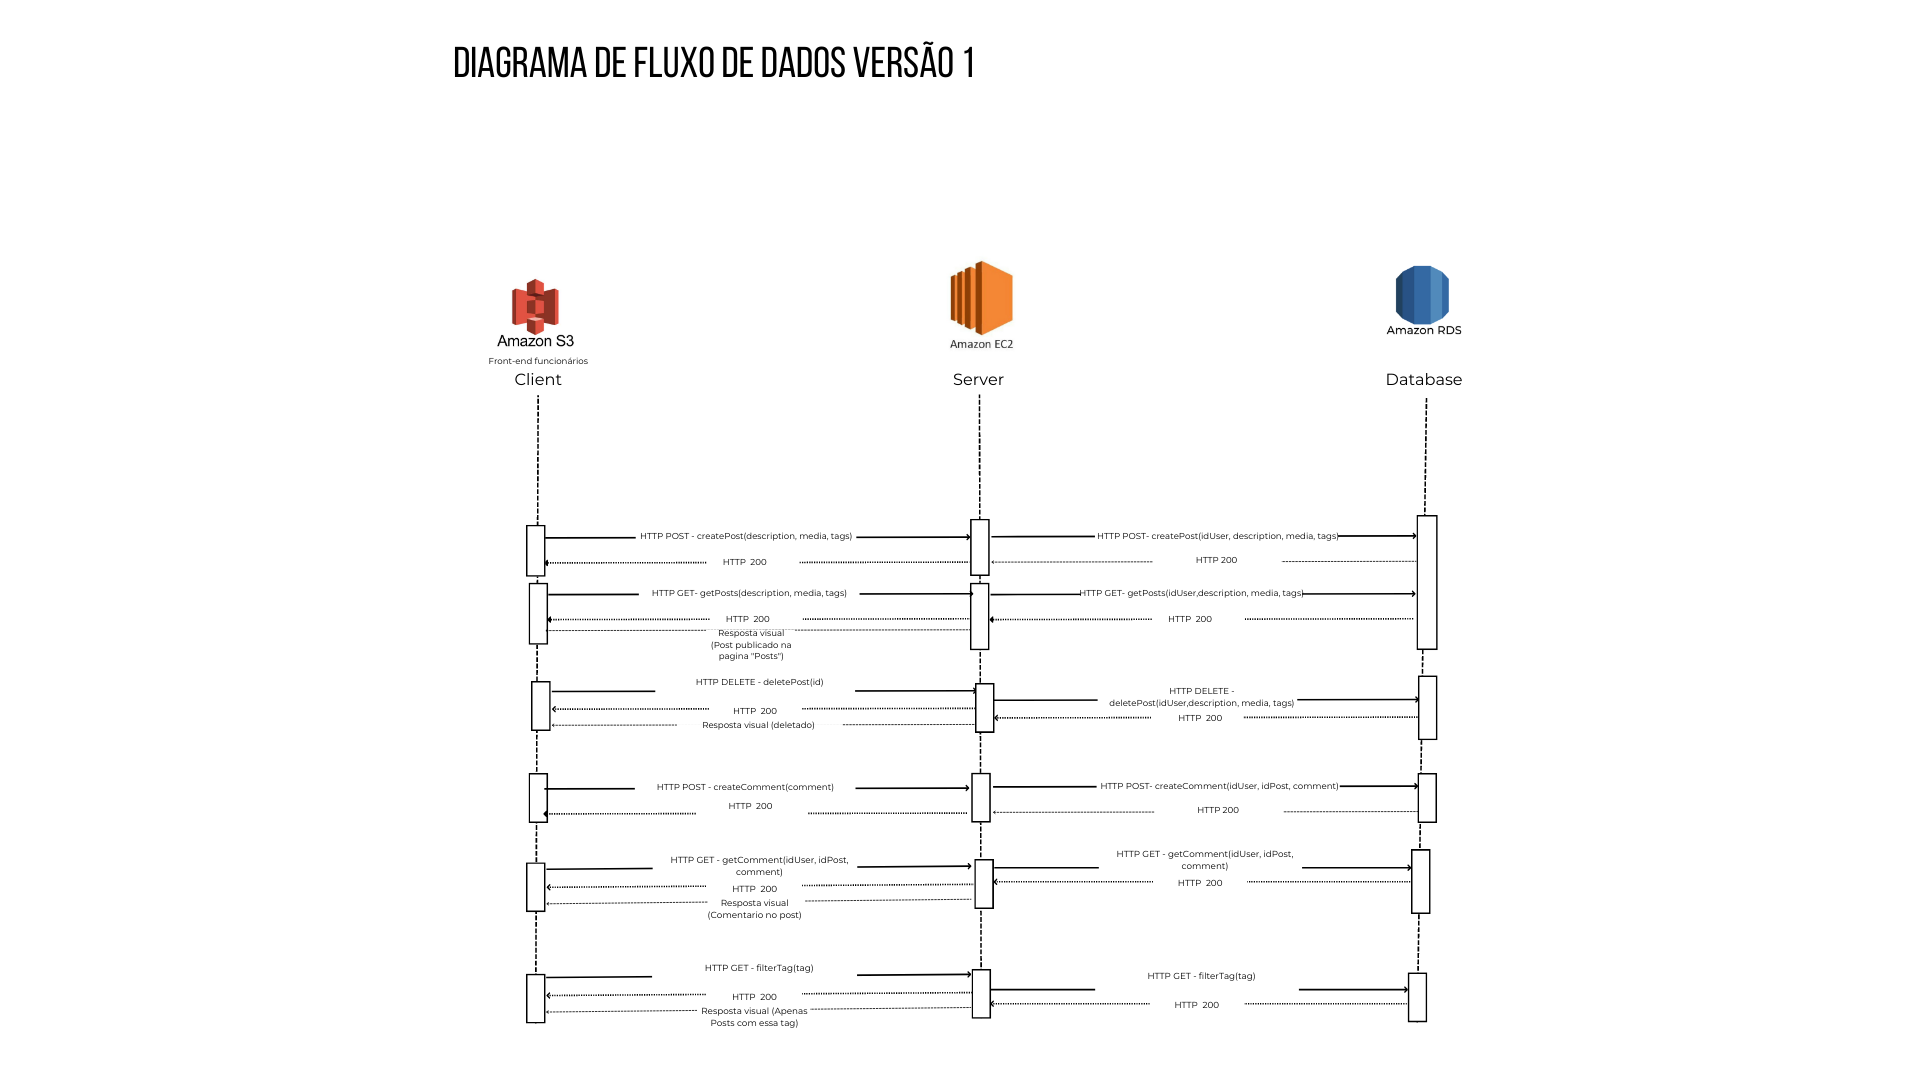 DIAGRAMA DE FLUXO DE DADOS VERSÃO 1
Amazon S3
Front-end funcionários
Client
Amazon EC2
Server
Amazon RDS
Database
HTTP POST - createPost(description, media, tags)
HTTP POST- createPost(idUser, description, media, tags)
HTTP  200
HTTP 200
HTTP GET- getPosts(description, media, tags)
HTTP GET- getPosts(idUser,description, media, tags)
HTTP  200
HTTP  200
Resposta visual
(Post publicado na
pagina "Posts")
HTTP DELETE - deletePost(id)
HTTP DELETE -
deletePost(idUser,description, media, tags)
HTTP  200
HTTP  200
Resposta visual (deletado)
HTTP POST - createComment(comment)
HTTP POST- createComment(idUser, idPost, comment)
HTTP  200
HTTP 200
HTTP GET - getComment(idUser, idPost,
comment)
HTTP GET - getComment(idUser, idPost,
comment)
HTTP  200
HTTP  200
Resposta visual
(Comentario no post)
HTTP GET - filterTag(tag)
HTTP GET - filterTag(tag)
HTTP  200
HTTP  200
Resposta visual (Apenas
Posts com essa tag)